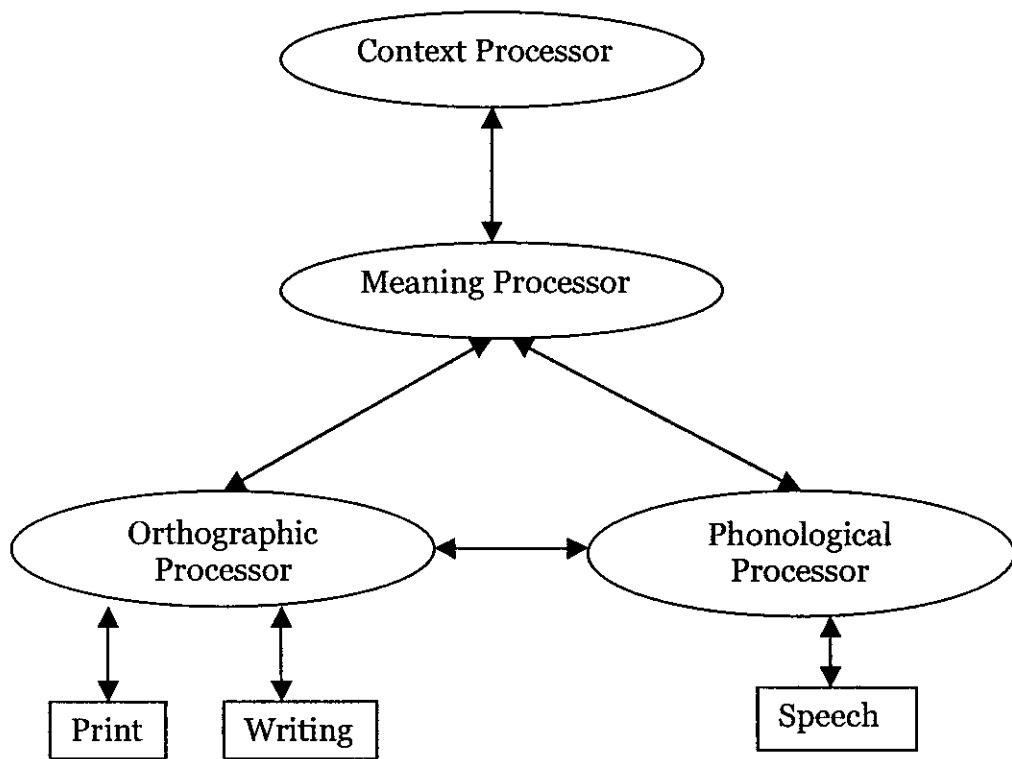 Context Processor
Meaning Processor
Orthographic
Processor
Phonological
Processor
Print
Writing
Speech